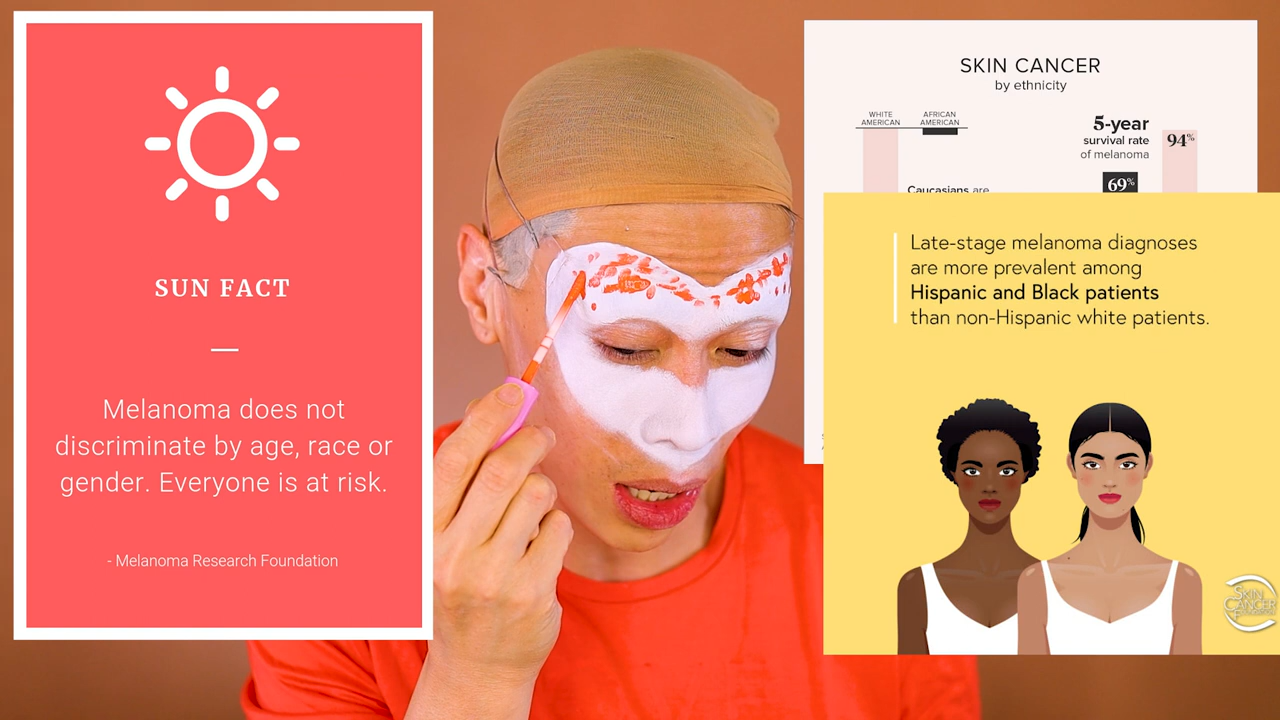 SUN FACT
Melanoma does not
discriminate by age, race or
gender. Everyone is at risk.
- Melanoma Research Foundation
SKIN CANCER
by ethnicity
WHITE
AMERICAN
AFRICAN
AMERICAN
5-year
survival rate
of melanoma
94%
69%
Caucasians are
Late-stage melanoma diagnoses
are more prevalent among
Hispanic and Black patients
than non-Hispanic white patients.
SKIN
CANCER
FOUNDATION